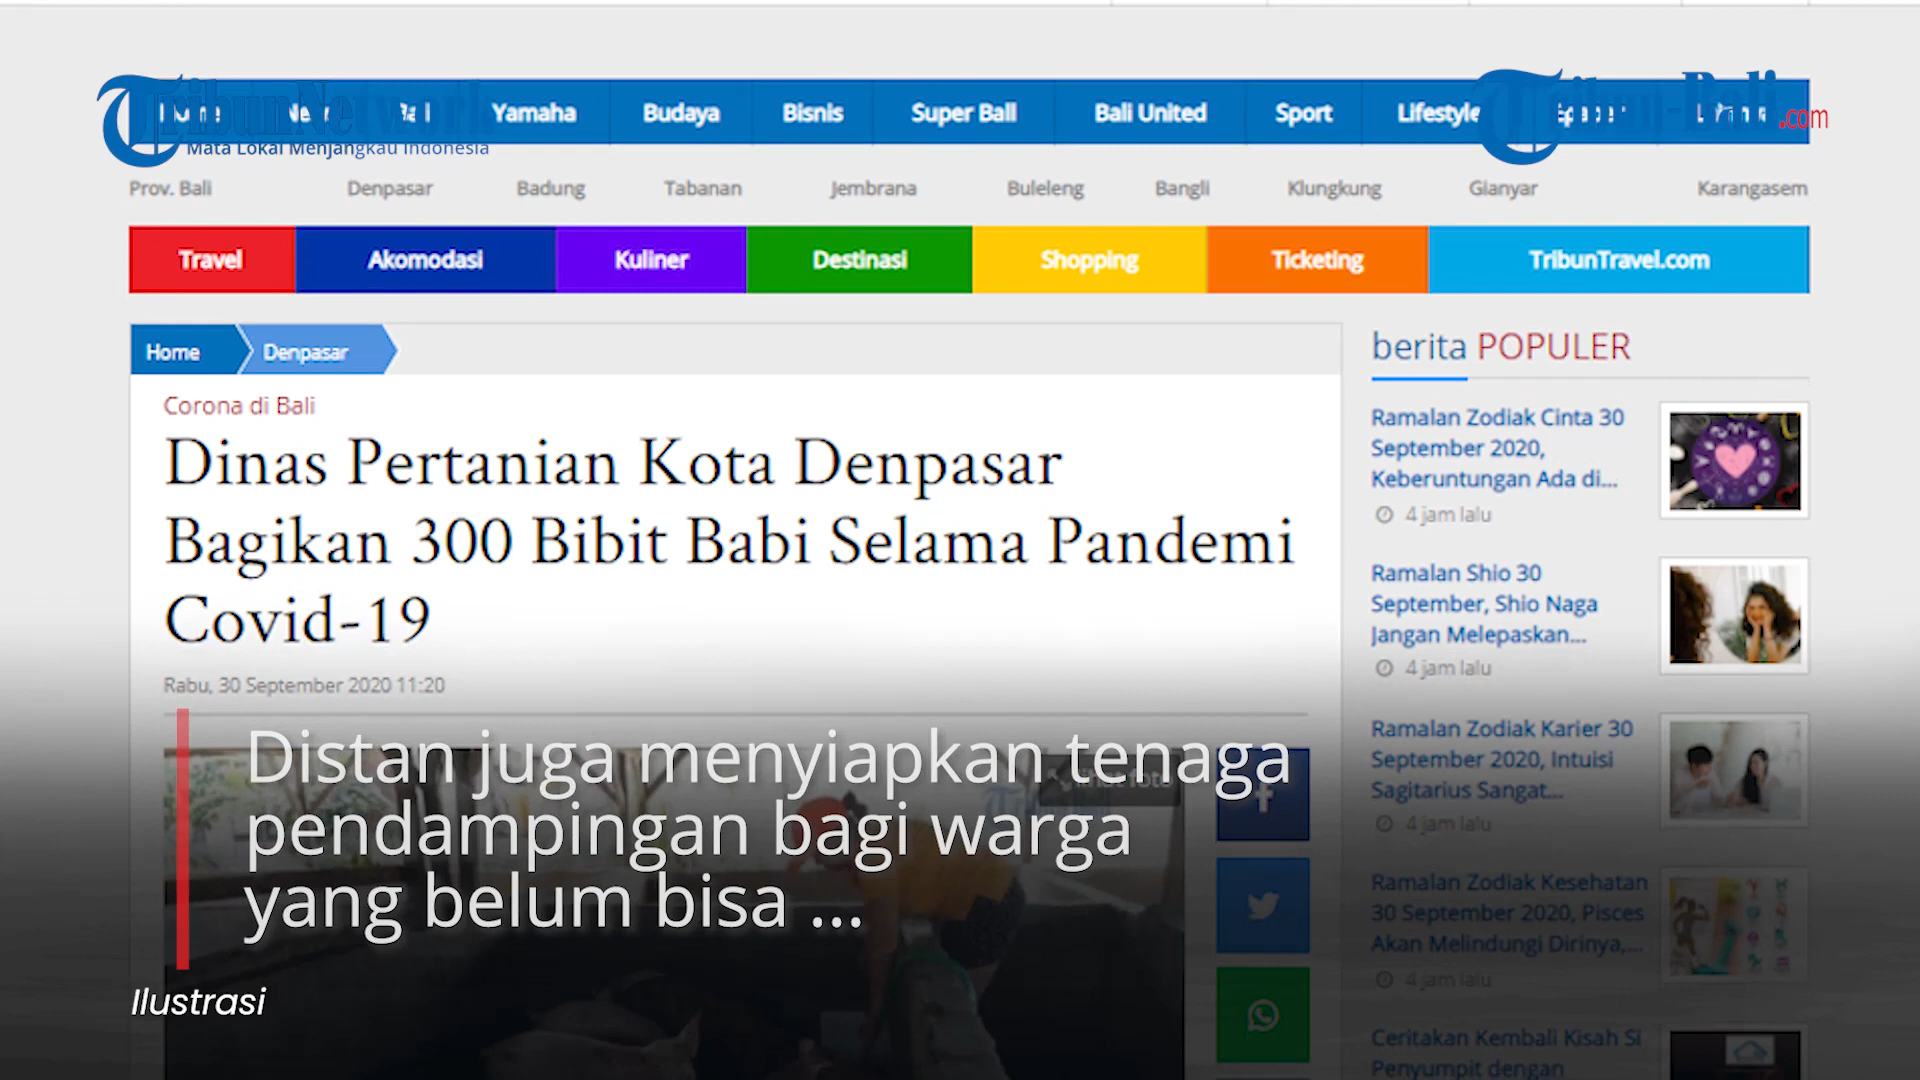 TribunNetwork
Mata Lokal Menjangkau Indonesia
Tribun-Bali.com
Yamaha Budaya Bisnis Super Ball Bali United Sport Lifestyle
Prov. Bali Denpasar Badung Tabanan Jembrana Buleleng Bangli Klungkung Gianyar Karangasem
Travel Akomodasi Kuliner Destinasi Shopping Ticketing TribunTravel.com
Home Denpasar
Corona di Bali
Dinas Pertanian Kota Denpasar
Bagikan 300 Bibit Babi Selama Pandemi
Covid-19
Rabu, 30 September 2020 11:20
Distan juga menyiapkan tenaga
pendampingan bagi warga
yang belum bisa ...
Ilustrasi
berita POPULER
Ramalan Zodiak Cinta 30
September 2020,
Keberuntungan Ada di...
4 jam lalu
Ramalan Shio 30
September, Shio Naga
Jangan Melepaskan...
4 jam lalu
Ramalan Zodiak Karier 30
September 2020, Intuisi
Sagitarius Sangat...
4 jam lalu
Ramalan Zodiak Kesehatan
30 September 2020, Pisces
Akan Melindungi Dirinya,...
4 jam lalu
Ceritakan Kembali Kisah Si
Penyumpit dengan